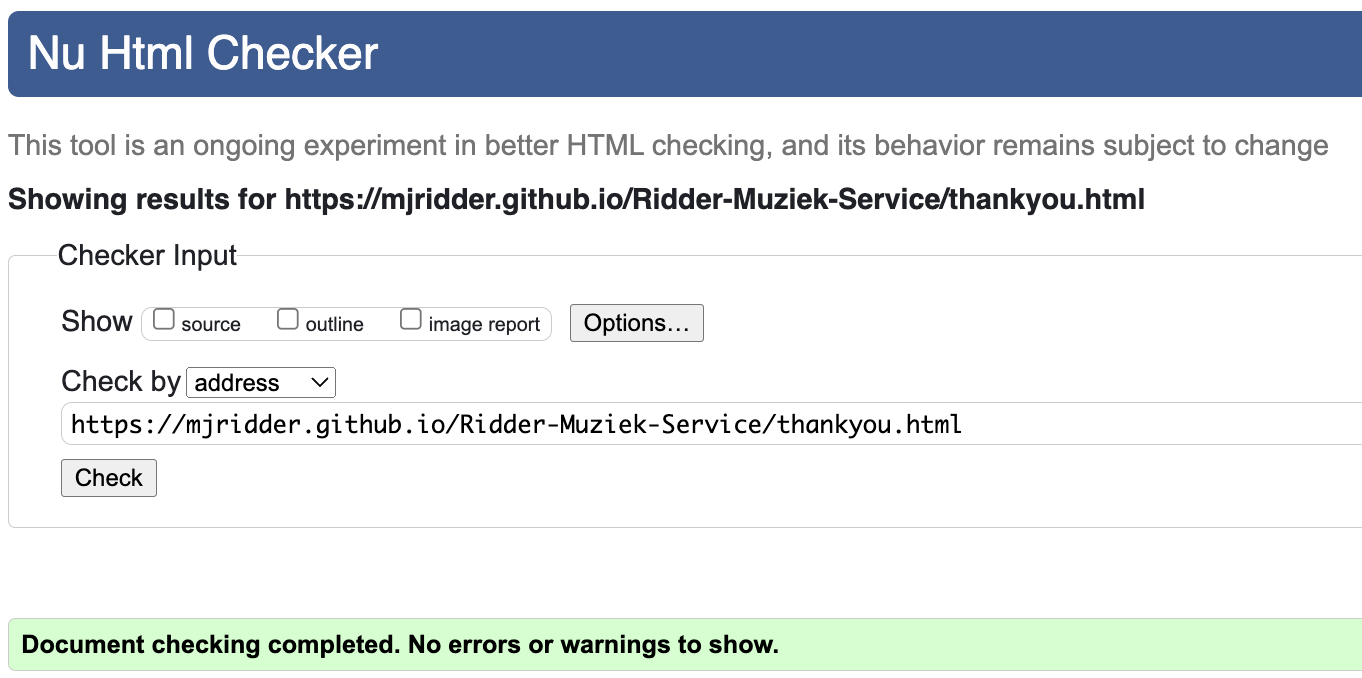 Nu Html Checker
This tool is an ongoing experiment in better HTML checking, and its behavior remains subject to change
Showing results for https://mjridder.github.io/Ridder-Muziek-Service/thankyou.html
Checker Input
Show source outline image report Options...
Check by address
https://mjridder.github.io/Ridder-Muziek-Service/thankyou.html
Check
Document checking completed. No errors or warnings to show.